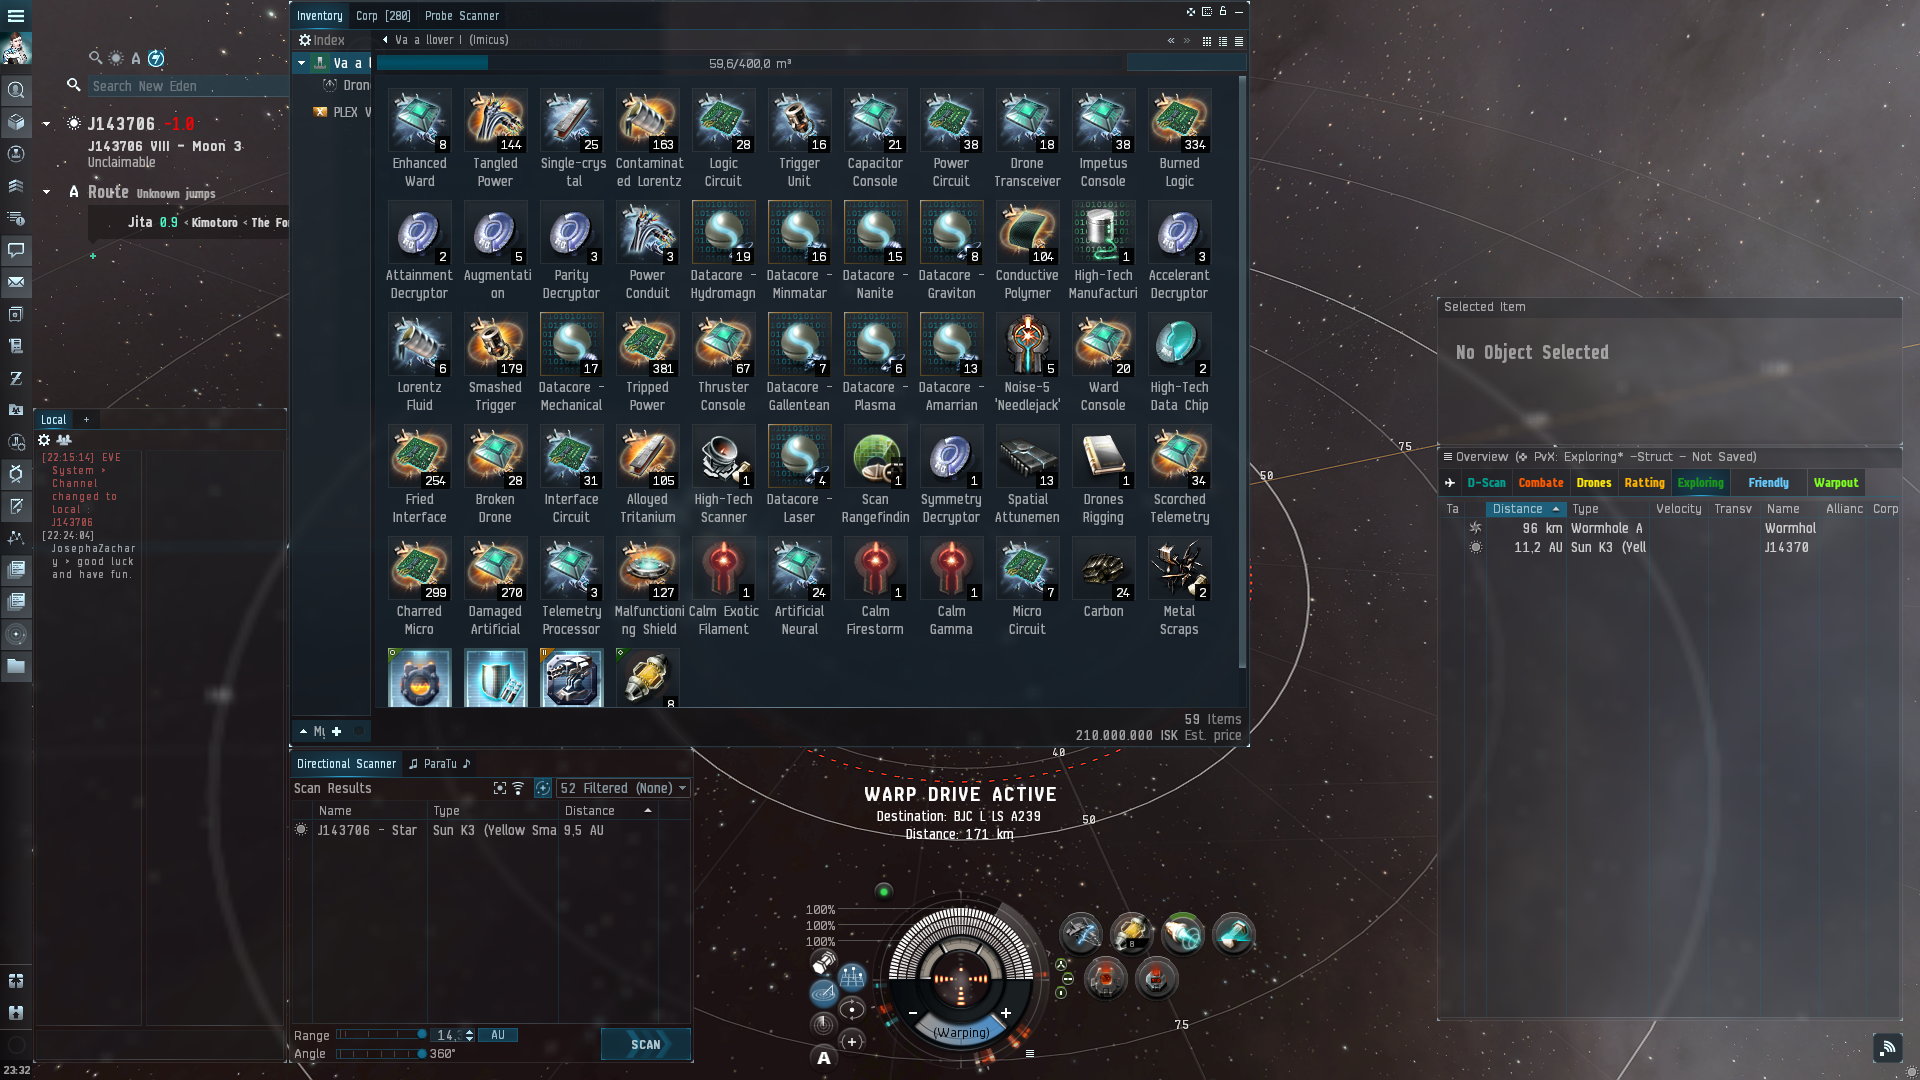 Inventory
Corp [280]
Probe Scanner
Index
Va a llover I (Imicus)
Va a l
Drone
PLEX V
59,6/400,0 m³
8
144
25
163
28
16
21
38
18
38
334
Enhanced Ward
Tangled Power
Single-crystal
Contaminated Lorentz
Logic Circuit
Trigger Unit
Capacitor Console
Power Circuit
Drone Transceiver
Impetus Console
Burned Logic
2
5
3
3
19
16
15
8
104
1
3
Attainment Decryptor
Augmentation
Parity Decryptor
Power Conduit
Datacore - Hydromagn
Datacore - Minmatar
Datacore - Nanite
Datacore - Graviton
Conductive Polymer
High-Tech Manufacturi
Accelerant Decryptor
6
179
17
381
67
7
6
13
5
20
2
Lorentz Fluid
Smashed Trigger
Datacore - Mechanical
Tripped Power
Thruster Console
Datacore - Gallentean
Datacore - Plasma
Datacore - Amarrian
Noise-5 'Needlejack'
Ward Console
High-Tech Data Chip
254
28
31
105
1
4
1
1
13
1
34
Fried Interface
Broken Drone
Interface Circuit
Alloyed Tritanium
High-Tech Scanner
Datacore - Laser
Scan Rangefindin
Symmetry Decryptor
Spatial Attunemen
Drones Rigging
Scorched Telemetry
299
270
3
127
1
24
1
1
7
24
2
Charred Micro
Damaged Artificial
Telemetry Processor
Malfunctioning Shield
Calm Exotic Filament
Artificial Neural
Calm Firestorm
Calm Gamma
Micro Circuit
Carbon
Metal Scraps
8
My
59 Items
210.000.000 ISK Est. price
Search New Eden
J143706 -1.0
J143706 VIII - Moon 3
Unclaimable
Route Unknown jumps
Jita 0.9 < Kimotoro < The Fo
Local
+
[22:15:14] EVE
System >
Channel
changed to
Local :
J143706
[22:24:04]
JosephaZachar
y > good luck
and have fun.
23:32
Directional Scanner
♫ ParaTu ♪
Scan Results
52 Filtered (None)
Name
Type
Distance
J143706 - Star
Sun K3 (Yellow Sma
9,5 AU
Range
14,
AU
SCAN
Angle
360°
40
WARP DRIVE ACTIVE
Destination: BJC L LS A239
50
Distance: 171 km
100%
100%
100%
8
(Warping)
A
75
75
50
Selected Item
No Object Selected
Overview (PvX: Exploring* -Struct - Not Saved)
D-Scan
Combate
Drones
Ratting
Exploring
Friendly
Warpout
Ta
Distance
Type
Velocity
Transv
Name
Allianc
Corp
96 km
Wormhole A
Wormhol
11,2 AU
Sun K3 (Yell
J14370